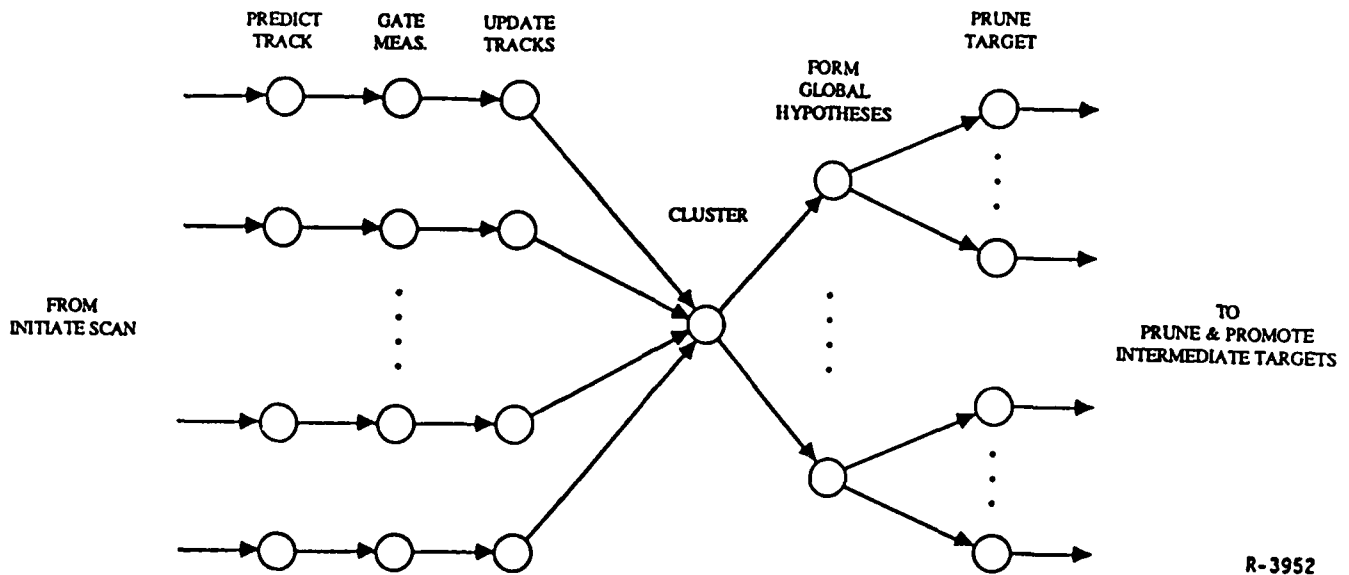 PREDICT
TRACK
GATE
MEAS.
UPDATE
TRACKS
PRUNE
TARGET
FORM
GLOBAL
HYPOTHESES
CLUSTER
FROM
INITIATE SCAN
TO
PRUNE & PROMOTE
INTERMEDIATE TARGETS
R-3952